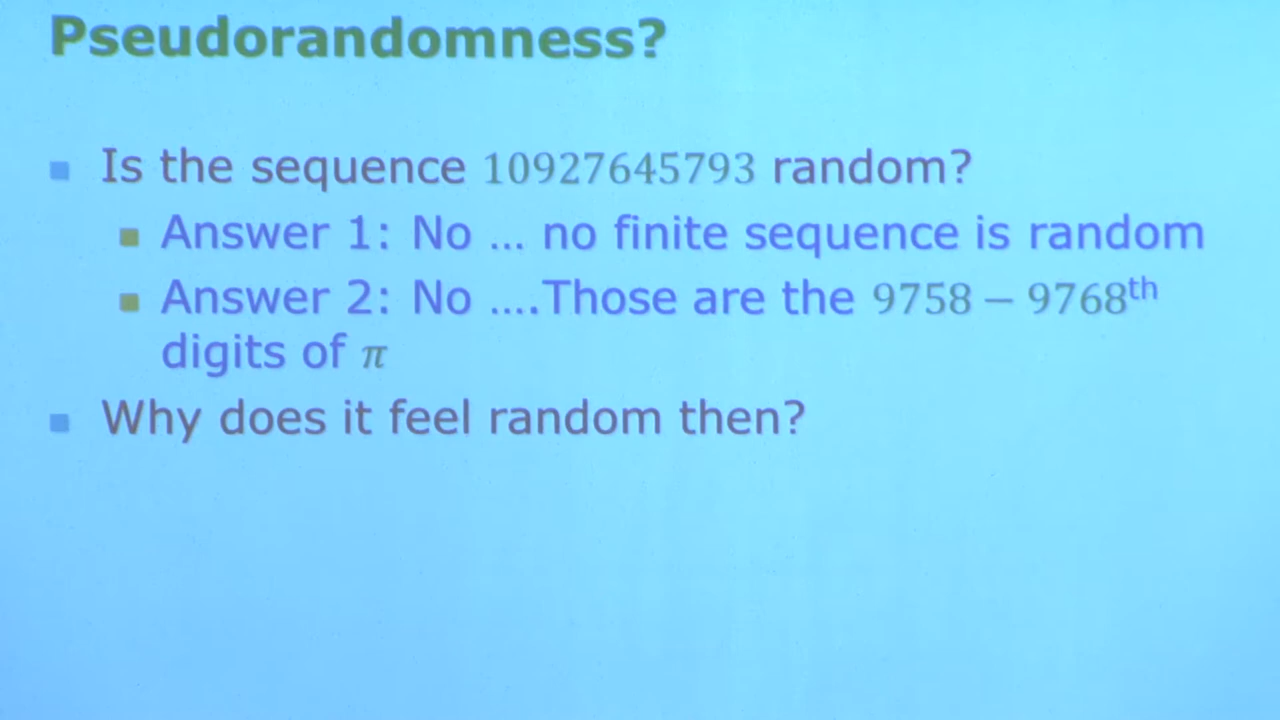 Pseudorandomness?
Is the sequence 10927645793 random?
Answer 1: No ... no finite sequence is random
Answer 2: No ....Those are the 9758 – 9768th
digits of π
Why does it feel random then?